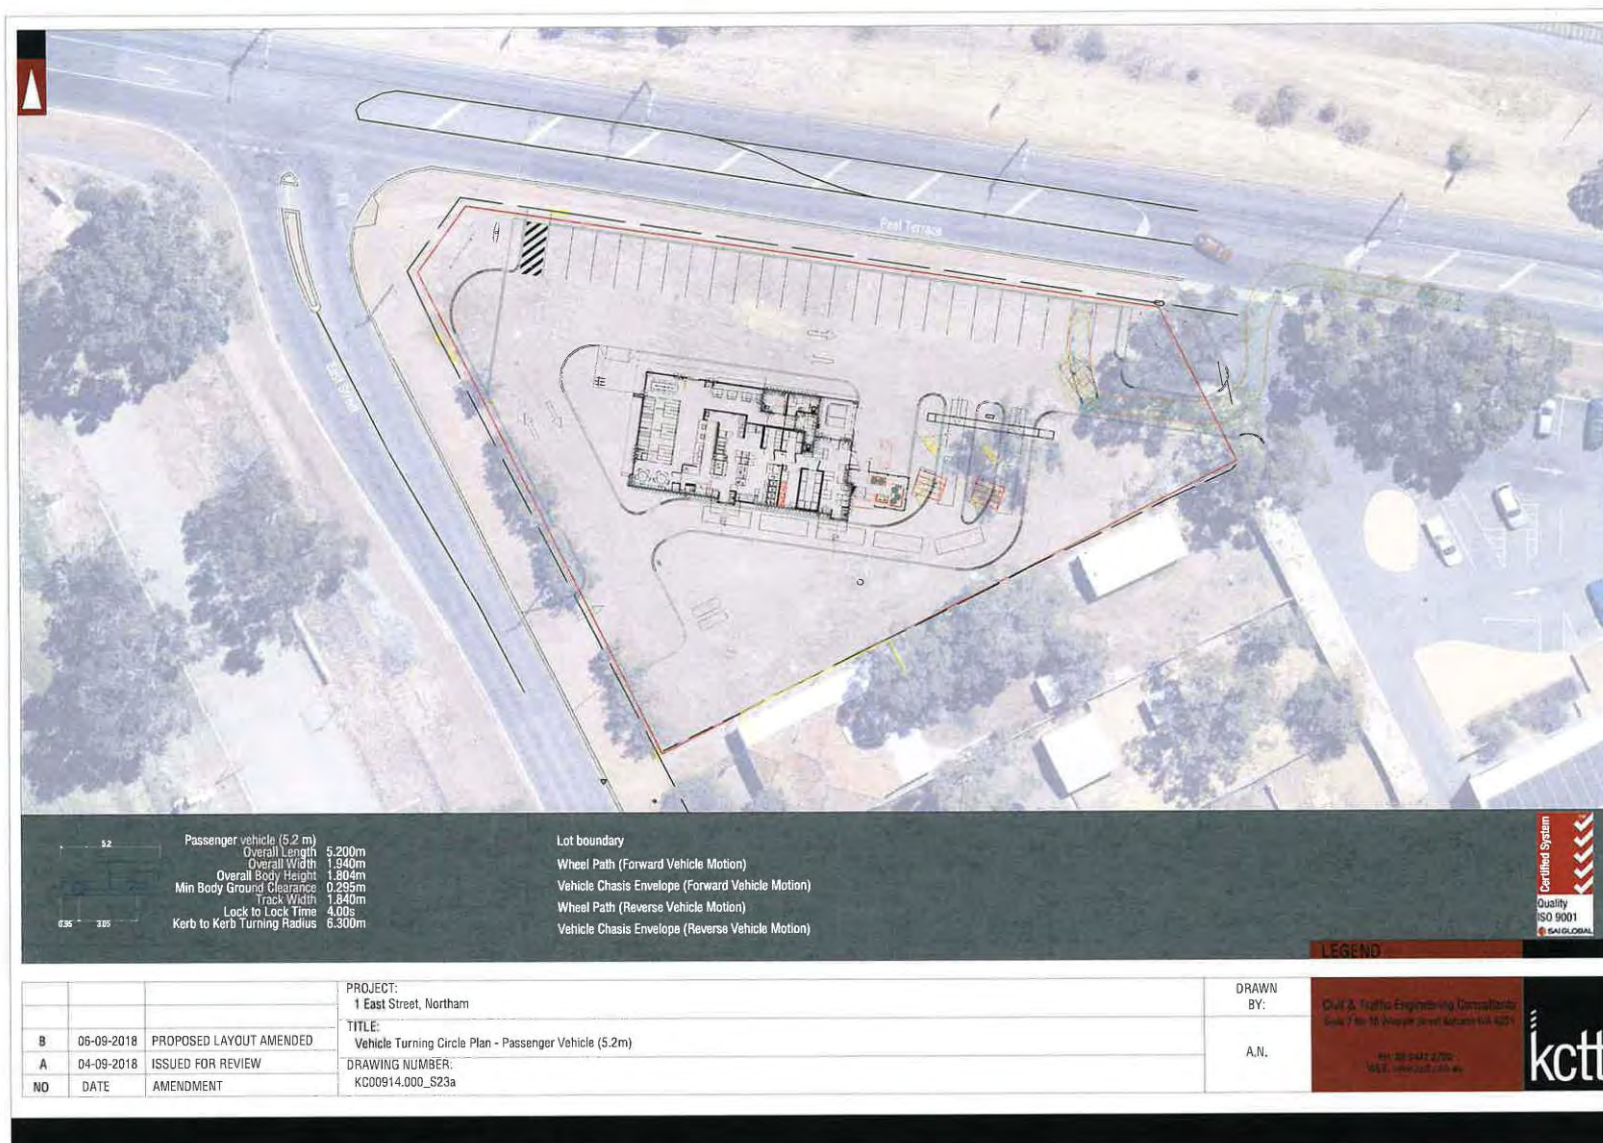 Peel Terrace
East Street
5.2
0.95 3.05
Passenger vehicle (5.2 m)
Overall Length 5.200m
Overall Width 1.940m
Overall Body Height 1.804m
Min Body Ground Clearance 0.295m
Track Width 1.840m
Lock to Lock Time 4.00s
Kerb to Kerb Turning Radius 6.300m
Lot boundary
Wheel Path (Forward Vehicle Motion)
Vehicle Chasis Envelope (Forward Vehicle Motion)
Wheel Path (Reverse Vehicle Motion)
Vehicle Chasis Envelope (Reverse Vehicle Motion)
Certified System
Quality
ISO 9001
SAI GLOBAL
LEGEND
B 06-09-2018 PROPOSED LAYOUT AMENDED
A 04-09-2018 ISSUED FOR REVIEW
NO DATE AMENDMENT
PROJECT:
1 East Street, Northam
TITLE:
Vehicle Turning Circle Plan - Passenger Vehicle (5.2m)
DRAWING NUMBER:
KC00914.000_S23a
DRAWN
BY:
A.N.
Civil & Traffic Engineering Consultants
kctt